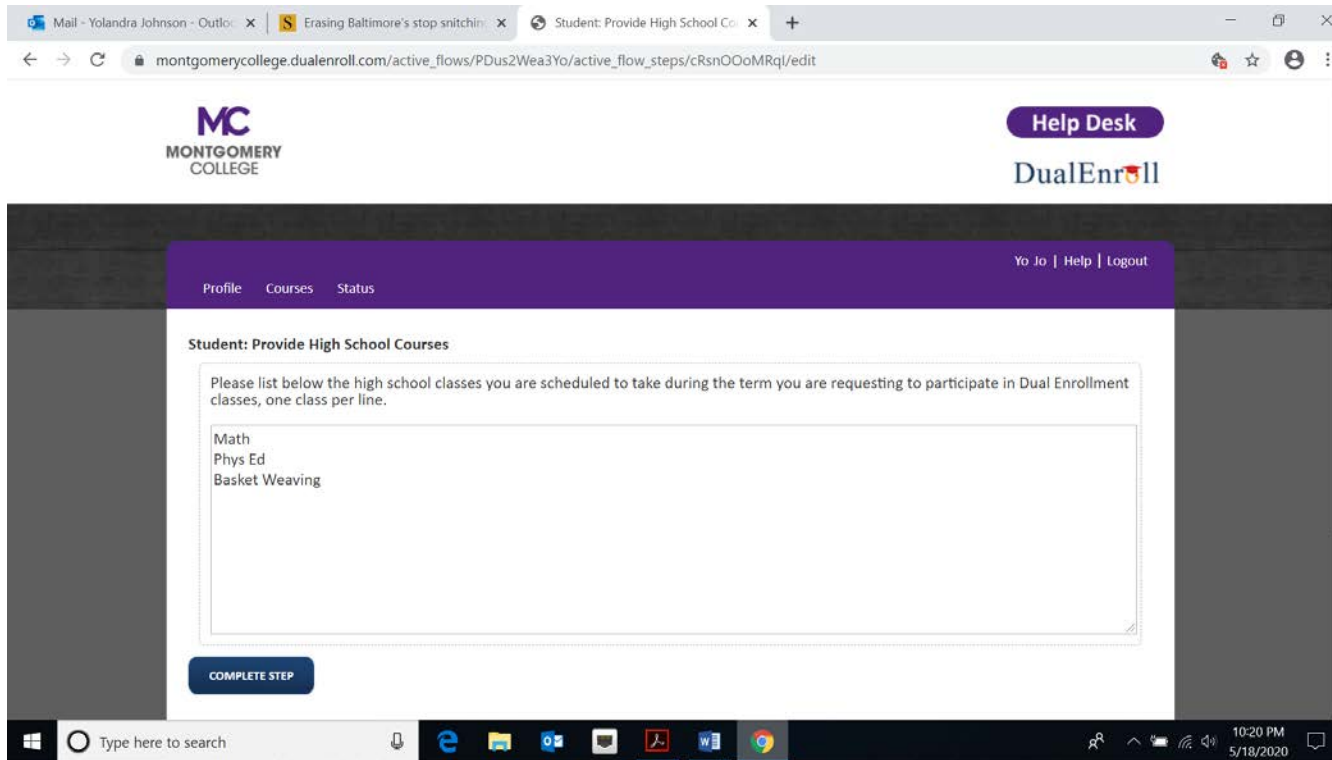 Mail - Yolandra Johnson - Outloo
Erasing Baltimore's stop snitchin
Student: Provide High School Co
montgomerycollege.dualenroll.com/active_flows/PDus2Wea3Yo/active_flow_steps/cRsnOOoMRqI/edit
MC
MONTGOMERY
COLLEGE
Help Desk
DualEnroll
Yo Jo | Help | Logout
Profile Courses Status
Student: Provide High School Courses
Please list below the high school classes you are scheduled to take during the term you are requesting to participate in Dual Enrollment
classes, one class per line.
Math
Phys Ed
Basket Weaving
COMPLETE STEP
Type here to search
10:20 PM
5/18/2020